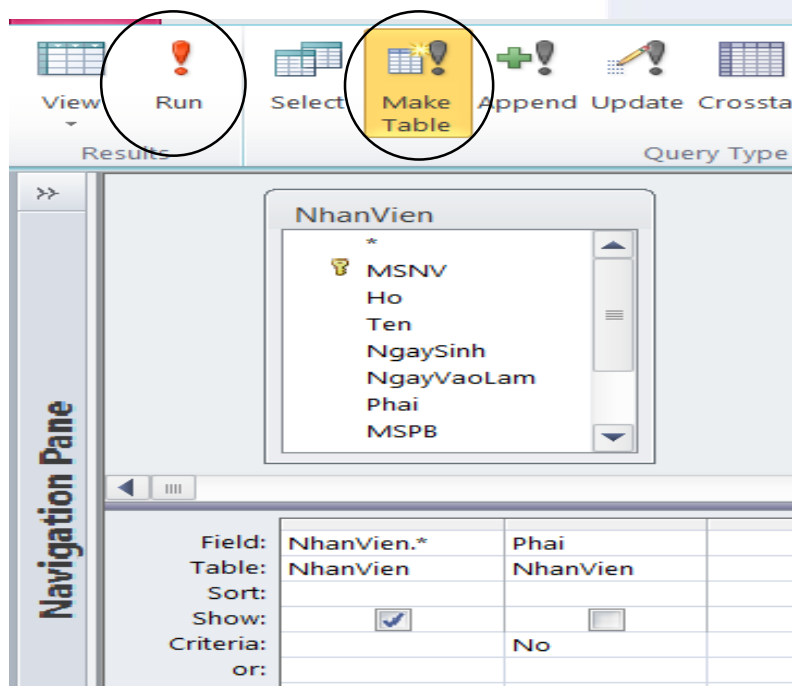 View Run Select Make Table Append Update Crossta
Results Query Type
Navigation Pane
NhanVien
*
MSNV
Ho
Ten
NgaySinh
NgayVaoLam
Phai
MSPB
Field: NhanVien.* Phai
Table: NhanVien NhanVien
Sort:
Show:
Criteria: No
or: